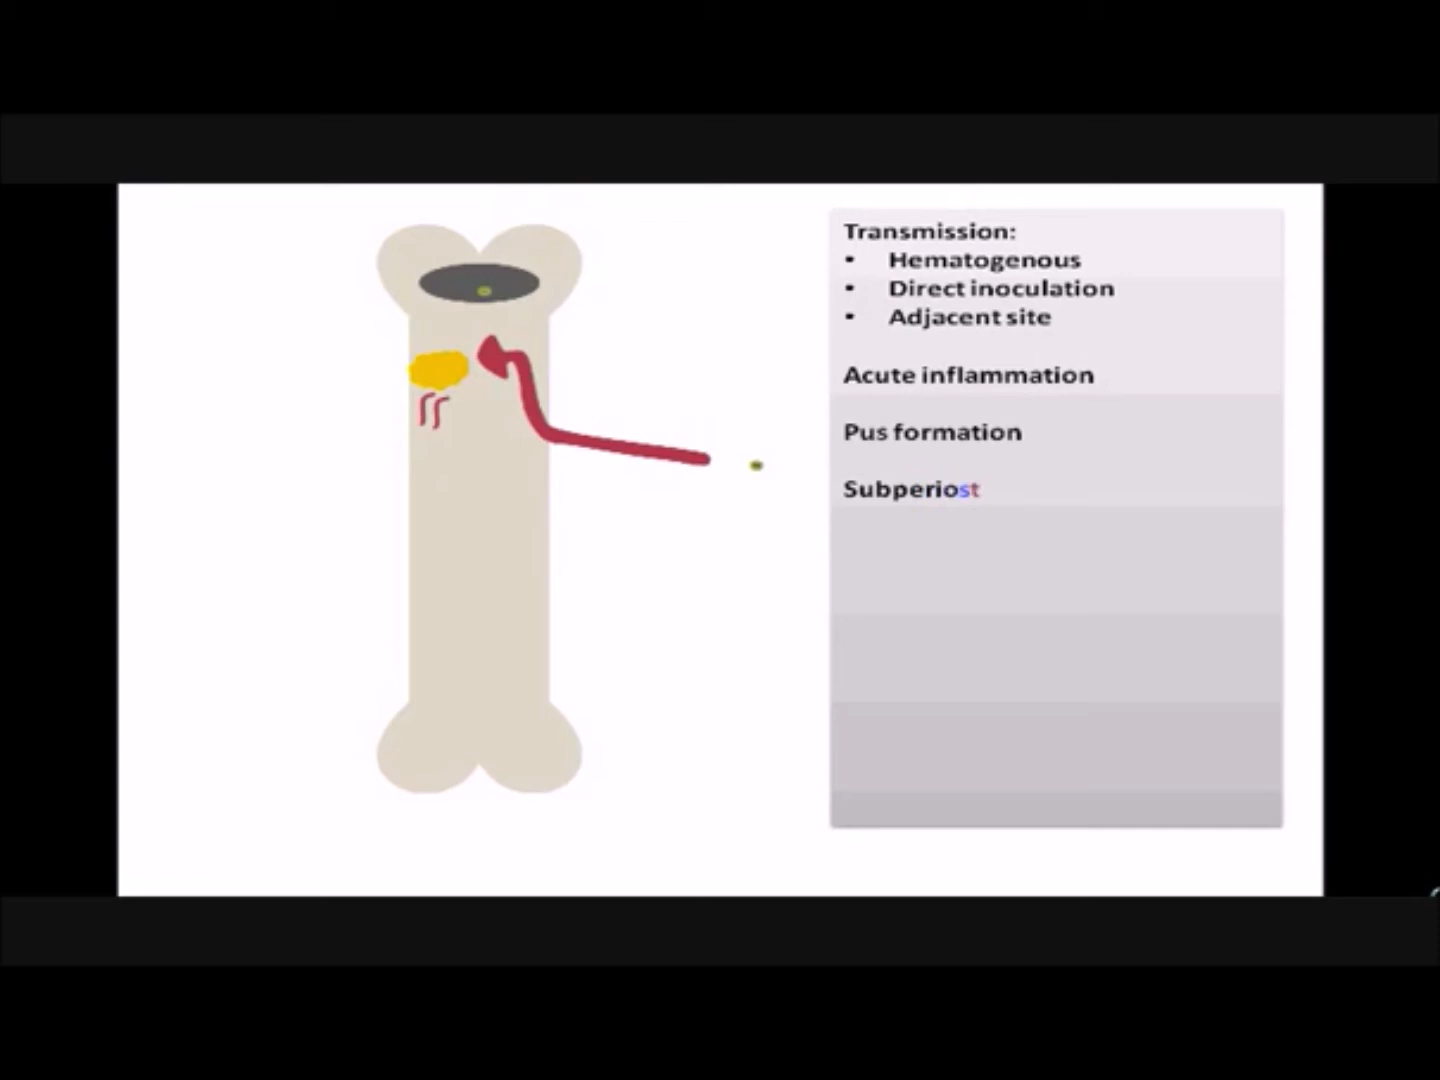 Transmission:
• Hematogenous
• Direct inoculation
• Adjacent site
Acute inflammation
Pus formation
Subperiost